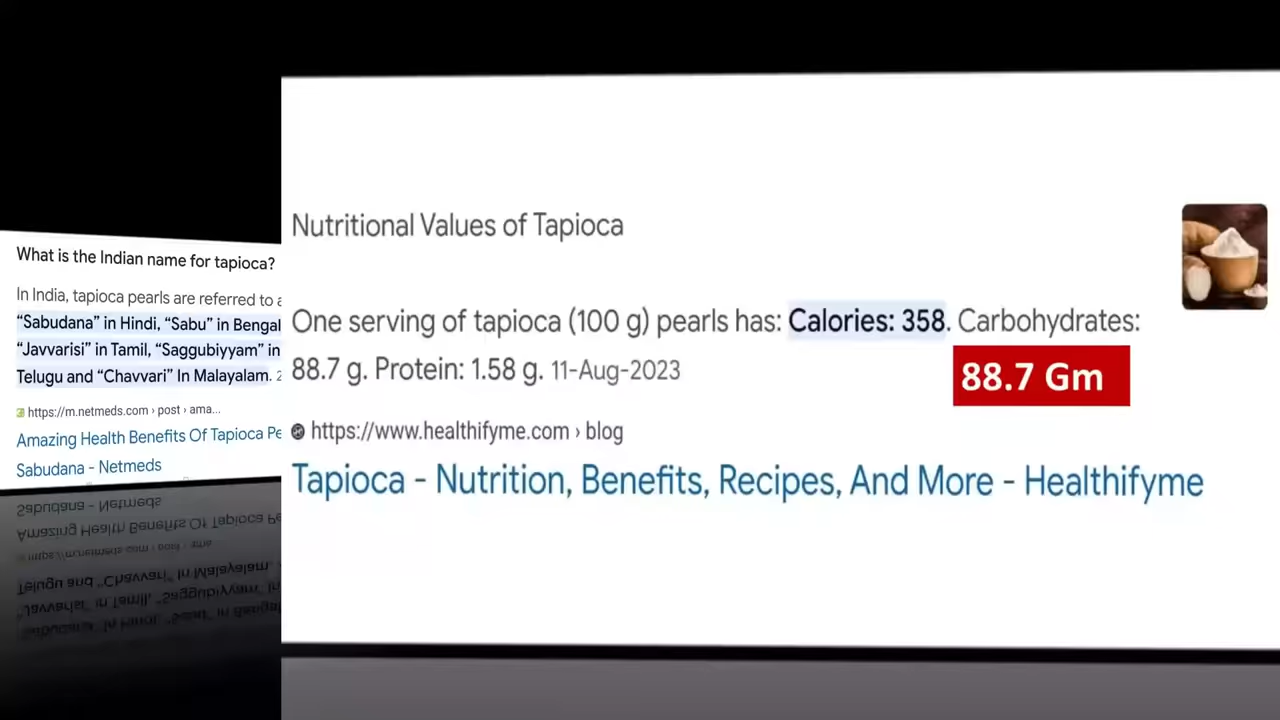 What is the Indian name for tapioca?
In India, tapioca pearls are referred to
“Sabudana” in Hindi, “Sabu” in Bengal
“Javvarisi” in Tamil, “Saggubiyyam” in
Telugu and “Chavvari” In Malayalam.
https://m.netmeds.com › post › ama...
Amazing Health Benefits Of Tapioca Pe
Sabudana - Netmeds
Nutritional Values of Tapioca
One serving of tapioca (100 g) pearls has: Calories: 358. Carbohydrates:
88.7 g. Protein: 1.58 g. 11-Aug-2023
88.7 Gm
https://www.healthifyme.com › blog
Tapioca - Nutrition, Benefits, Recipes, And More - Healthifyme